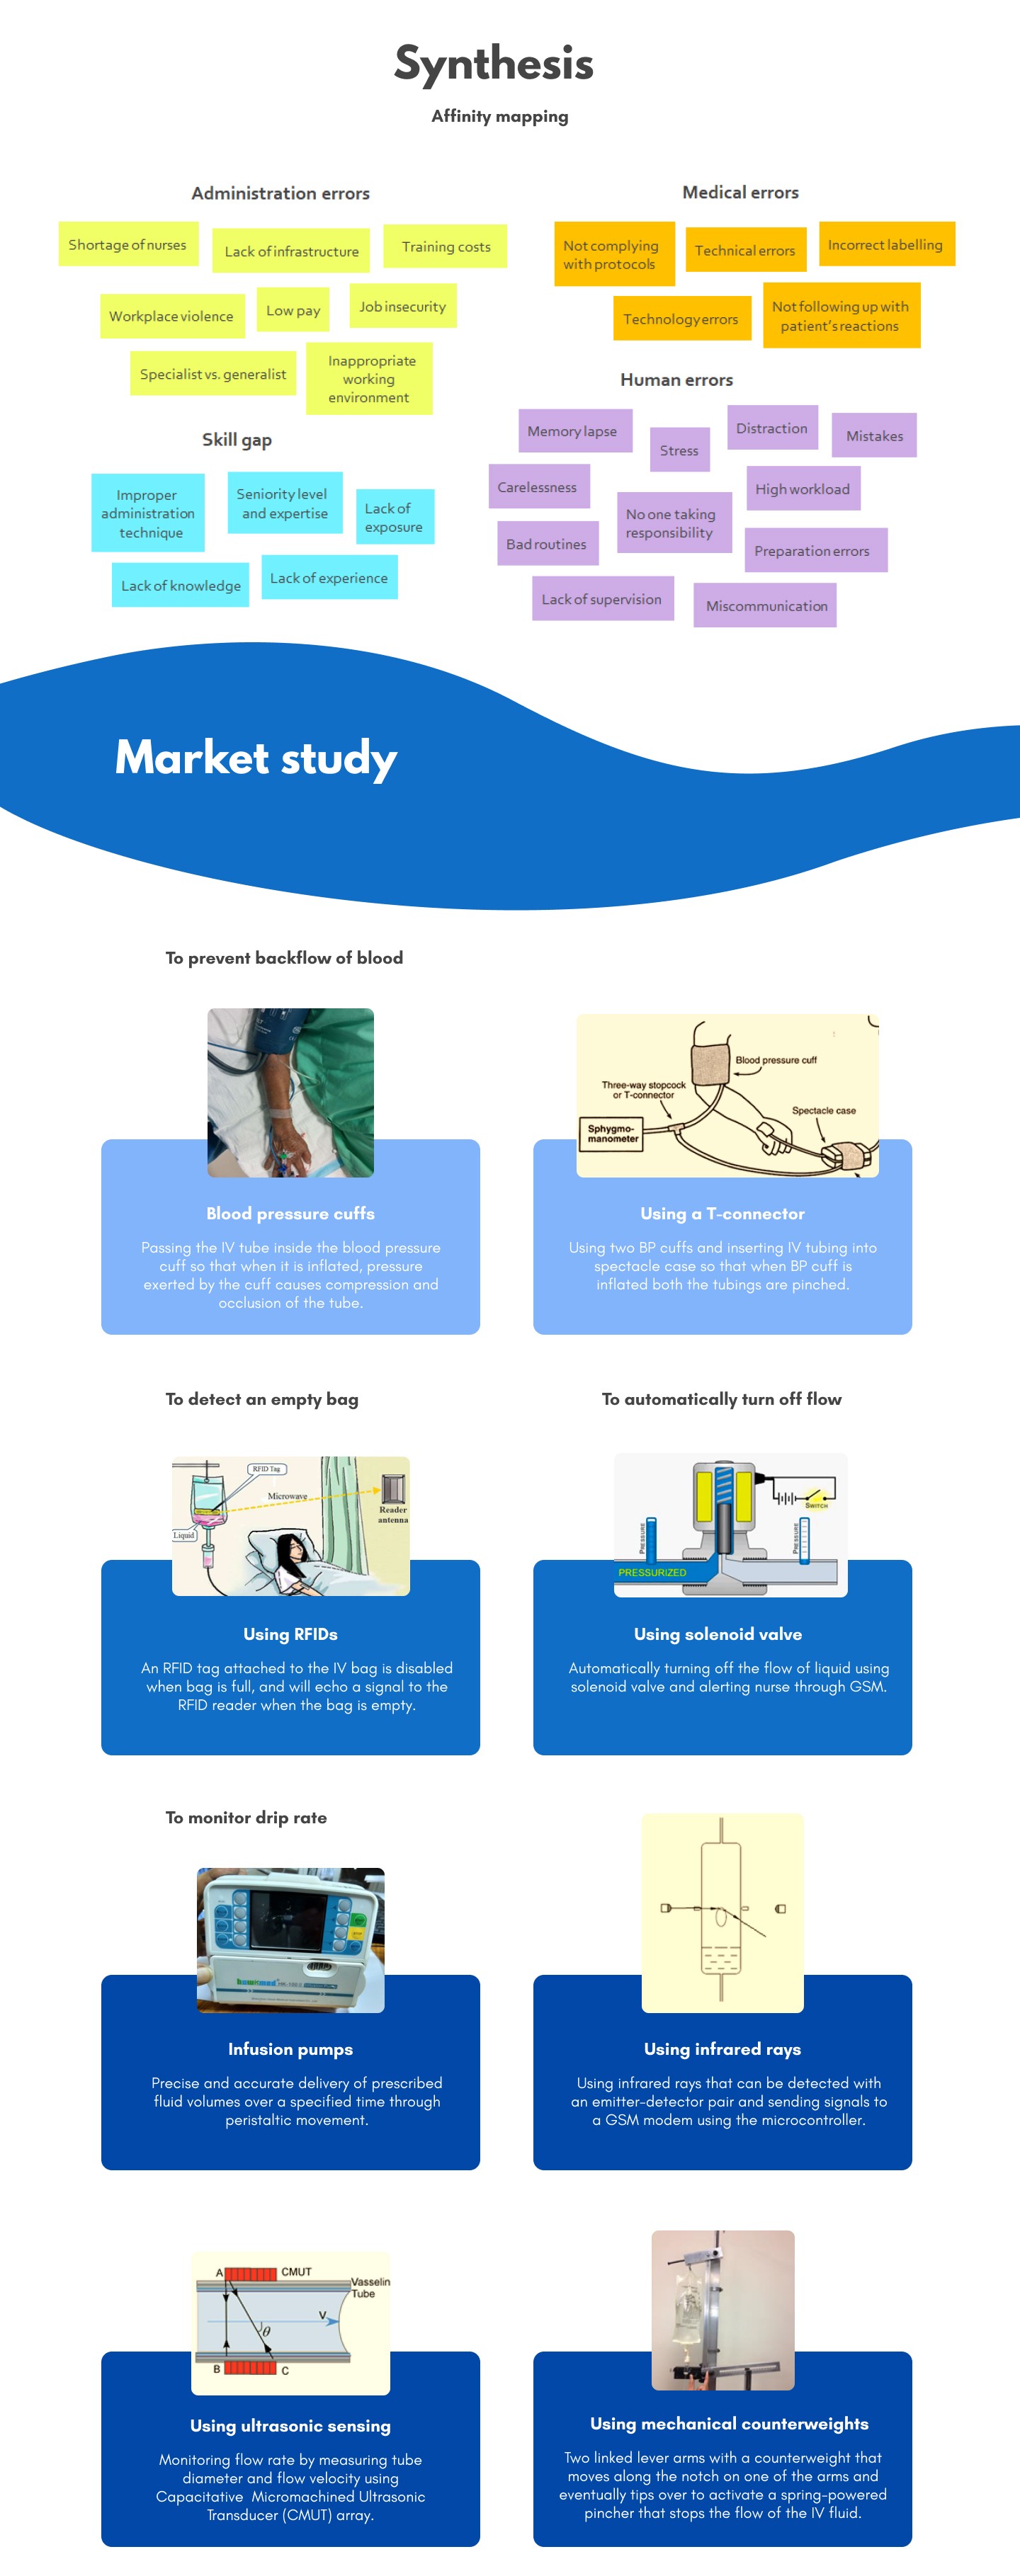 Synthesis
Affinity mapping
Administration errors
Shortage of nurses
Lack of infrastructure
Training costs
Workplace violence
Low pay
Job insecurity
Specialist vs. generalist
Inappropriate
working
environment
Medical errors
Not complying
with protocols
Technical errors
Incorrect labelling
Technology errors
Not following up with
patient's reactions
Skill gap
Improper
administration
technique
Seniority level
and expertise
Lack of
exposure
Lack of knowledge
Lack of experience
Human errors
Memory lapse
Stress
Distraction
Mistakes
Carelessness
No one taking
responsibility
High workload
Bad routines
Preparation errors
Lack of supervision
Miscommunication
Market study
To prevent backflow of blood
Blood pressure cuff
Three-way stopcock
or T-connector
Spectacle case
Sphygmo-
manometer
Blood pressure cuffs
Passing the IV tube inside the blood pressure
cuff so that when it is inflated, pressure
exerted by the cuff causes compression and
occlusion of the tube.
Using a T-connector
Using two BP cuffs and inserting IV tubing into
spectacle case so that when BP cuff is
inflated both the tubings are pinched.
To detect an empty bag
RFID Tag
Microwave
Reader
antenna
Liquid
Using RFIDs
An RFID tag attached to the IV bag is disabled
when bag is full, and will echo a signal to the
RFID reader when the bag is empty.
To automatically turn off flow
SWITCH
PRESSURE
PRESSURE
PRESSURIZED
Using solenoid valve
Automatically turning off the flow of liquid using
solenoid valve and alerting nurse through GSM.
To monitor drip rate
Infusion pumps
Precise and accurate delivery of prescribed
fluid volumes over a specified time through
peristaltic movement.
Using infrared rays
Using infrared rays that can be detected with
an emitter-detector pair and sending signals to
a GSM modem using the microcontroller.
A
CMUT
Vasselin
Tube
V
θ
B
C
Using ultrasonic sensing
Monitoring flow rate by measuring tube
diameter and flow velocity using
Capacitative Micromachined Ultrasonic
Transducer (CMUT) array.
Using mechanical counterweights
Two linked lever arms with a counterweight that
moves along the notch on one of the arms and
eventually tips over to activate a spring-powered
pincher that stops the flow of the IV fluid.